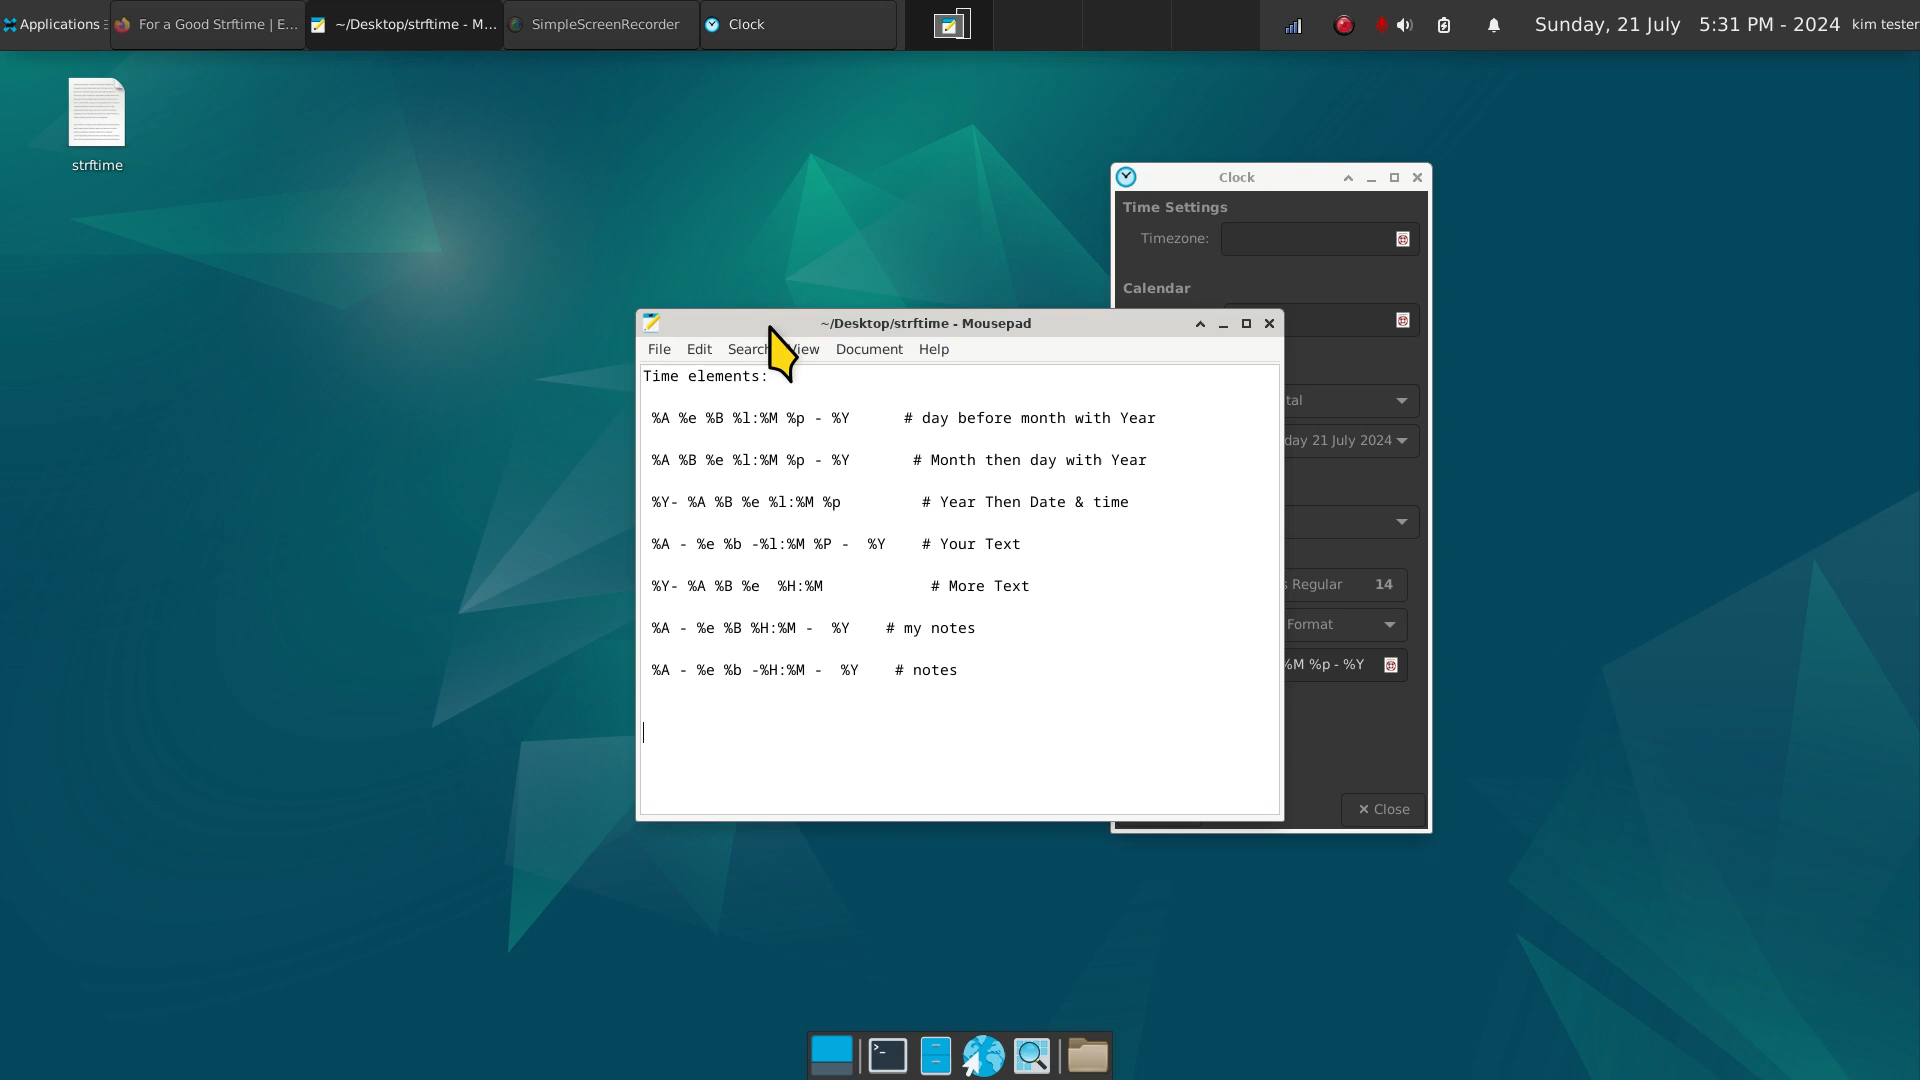 Applications
For a Good Strftime | E...
~/Desktop/strftime - M...
SimpleScreenRecorder
Clock
Sunday, 21 July   5:31 PM - 2024
kim tester
strftime
Clock
Time Settings
Timezone:
Calendar
~/Desktop/strftime - Mousepad
File Edit Search View Document Help
Time elements:
%A %e %B %l:%M %p - %Y      # day before month with Year
%A %B %e %l:%M %p - %Y       # Month then day with Year
%Y- %A %B %e %l:%M %p         # Year Then Date & time
%A - %e %b -%l:%M %P -  %Y    # Your Text
%Y- %A %B %e  %H:%M            # More Text
%A - %e %B %H:%M -  %Y    # my notes
%A - %e %b -%H:%M -  %Y    # notes
tal
day 21 July 2024
Regular 14
Format
%M %p - %Y
Close